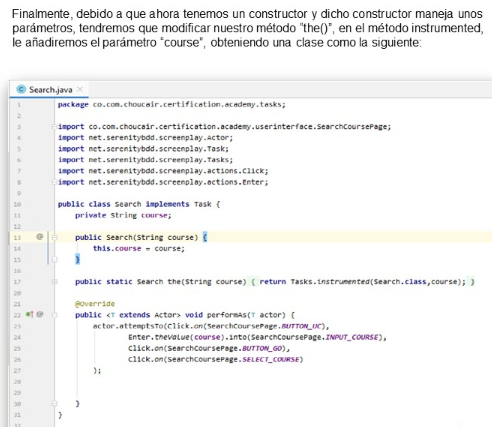 Finalmente, debido a que ahora tenemos un constructor y dicho constructor maneja unos
parámetros, tendremos que modificar nuestro método "the()", en el método instrumented,
le añadiremos el parámetro "course", obteniendo una clase como la siguiente:
Search.java
1 package co.com.choucair.certification.academy.tasks;
2
3 import co.com.choucair.certification.academy.userinterface.SearchCoursePage;
4 import net.serenitybdd.screenplay.Actor;
5 import net.serenitybdd.screenplay.Task;
6 import net.serenitybdd.screenplay.Tasks;
7 import net.serenitybdd.screenplay.actions.Click;
8 import net.serenitybdd.screenplay.actions.Enter;
9
10 public class Search implements Task {
11 private String course;
12
13 @ public Search(String course) {
14 this.course = course;
15 }
16
17 public static Search the(String course) { return Tasks.instrumented(Search.class,course); }
20
21 @Override
22 @ public <T extends Actor> void performAs(T actor) {
23 actor.attemptsTo(Click.on(SearchCoursePage.BUTTON_UC),
24 Enter.theValue(course).into(SearchCoursePage.INPUT_COURSE),
25 Click.on(SearchCoursePage.BUTTON_GO),
26 Click.on(SearchCoursePage.SELECT_COURSE)
27 );
28
29
30 }
31 }